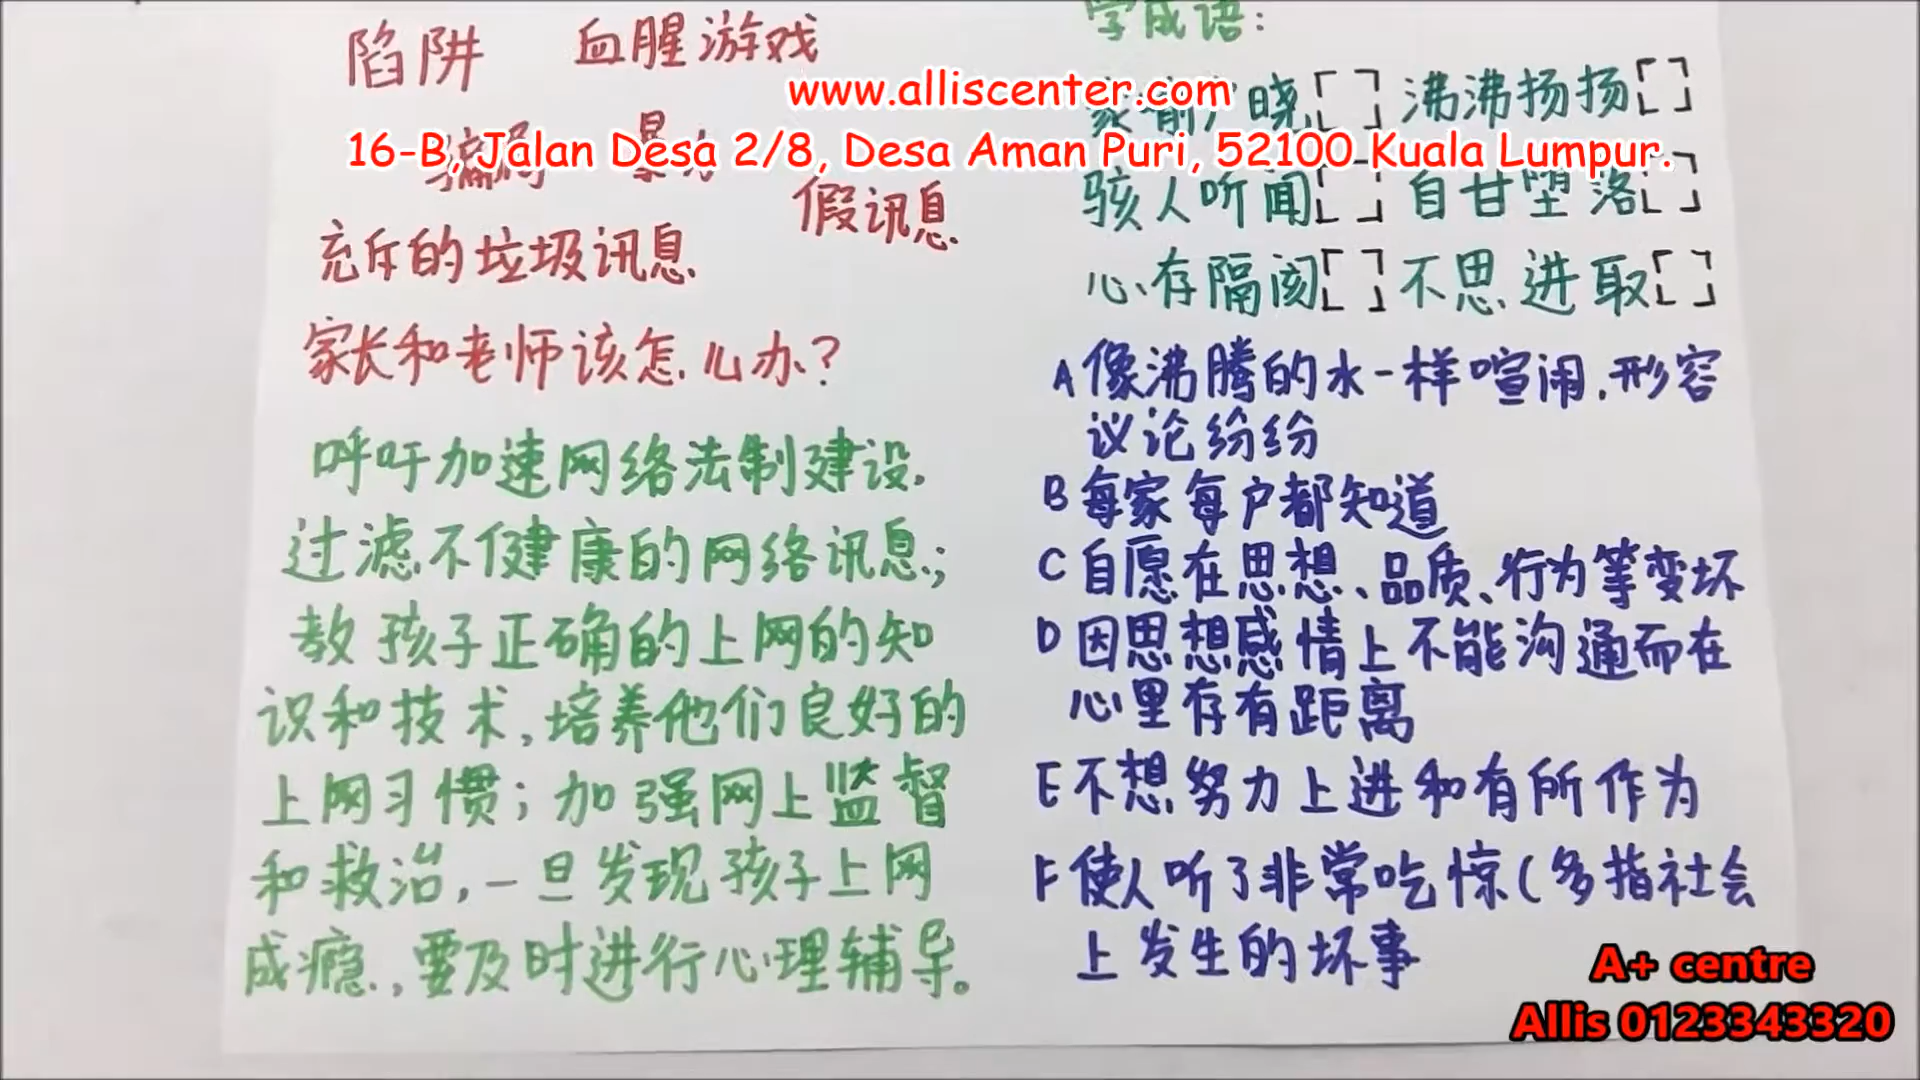 陷阱 血腥游戏
骗局
假讯息
充斥的垃圾讯息
家长和老师该怎么办？
呼吁加速网络法制建设，
过滤不健康的网络讯息；
教孩子正确的上网的知
识和技术，培养他们良好的
上网习惯；加强网上监督
和救治，一旦发现孩子上网
成瘾，要及时进行心理辅导。
学成语：
家喻户晓[ ] 沸沸扬扬[ ]
骇人听闻[ ] 自甘堕落[ ]
心存隔阂[ ] 不思进取[ ]
A 像沸腾的水一样喧闹，形容
议论纷纷
B 每家每户都知道
C 自愿在思想、品质、行为等变坏
D 因思想感情上不能沟通而在
心里存有距离
E 不想努力上进和有所作为
F 使人听了非常吃惊(多指社会
上发生的坏事
www.alliscenter.com
16-B, Jalan Desa 2/8, Desa Aman Puri, 52100 Kuala Lumpur.
A+ centre
Allis 0123343320